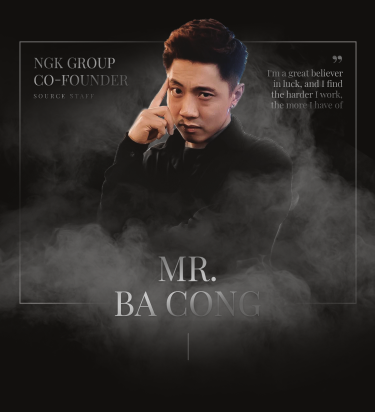 NGK GROUP
CO-FOUNDER
SOURCE STAFF
”
I'm a great believer
in luck, and I find
the harder I work,
the more I have of
MR.
BA CONG